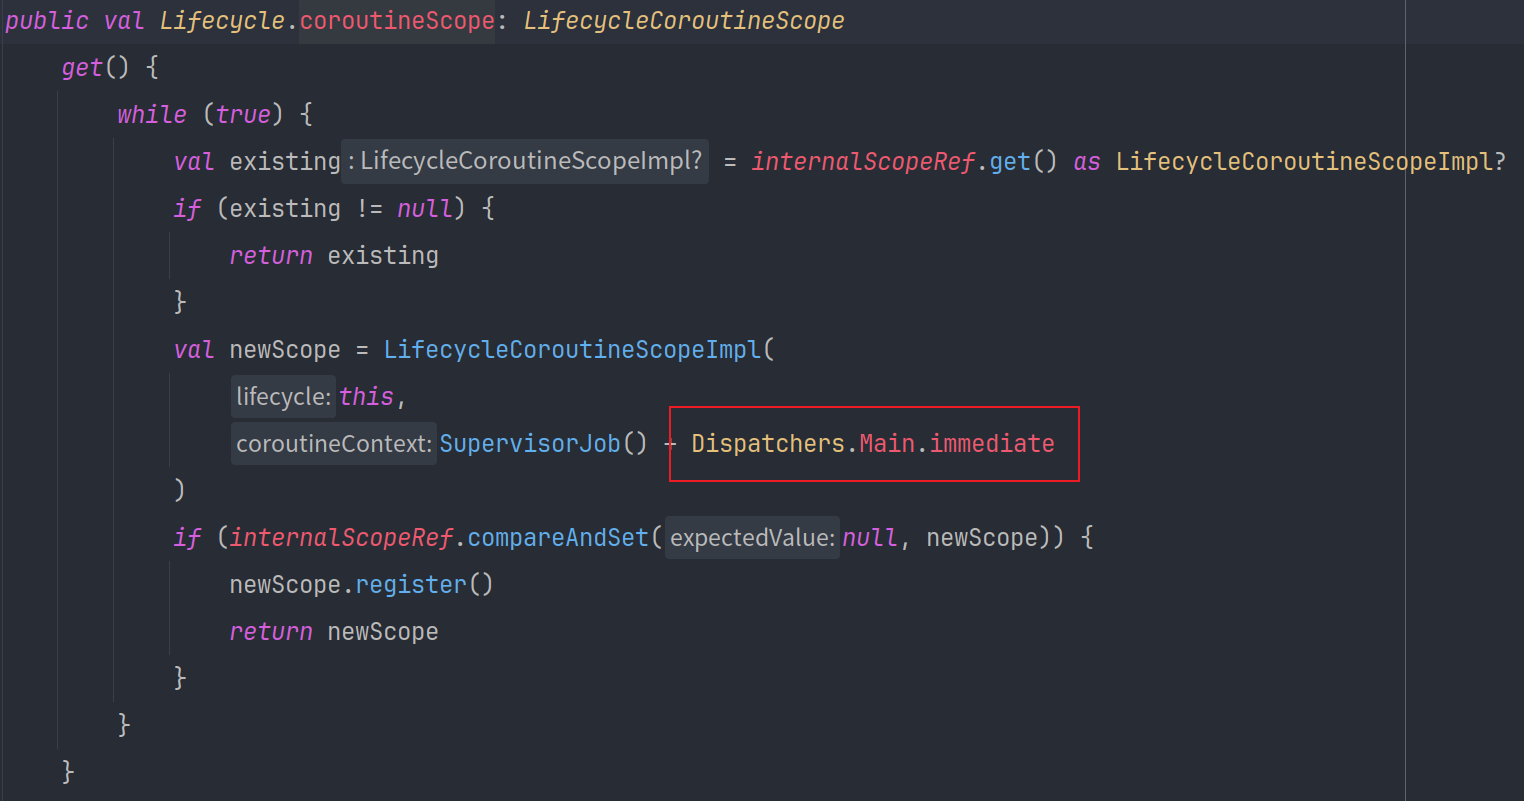 public val Lifecycle.coroutineScope: LifecycleCoroutineScope
get() {
while (true) {
val existing : LifecycleCoroutineScopeImpl? = internalScopeRef.get() as LifecycleCoroutineScopeImpl?
if (existing != null) {
return existing
}
val newScope = LifecycleCoroutineScopeImpl(
lifecycle: this,
coroutineContext: SupervisorJob() + Dispatchers.Main.immediate
)
if (internalScopeRef.compareAndSet( expectedValue: null, newScope)) {
newScope.register()
return newScope
}
}
}